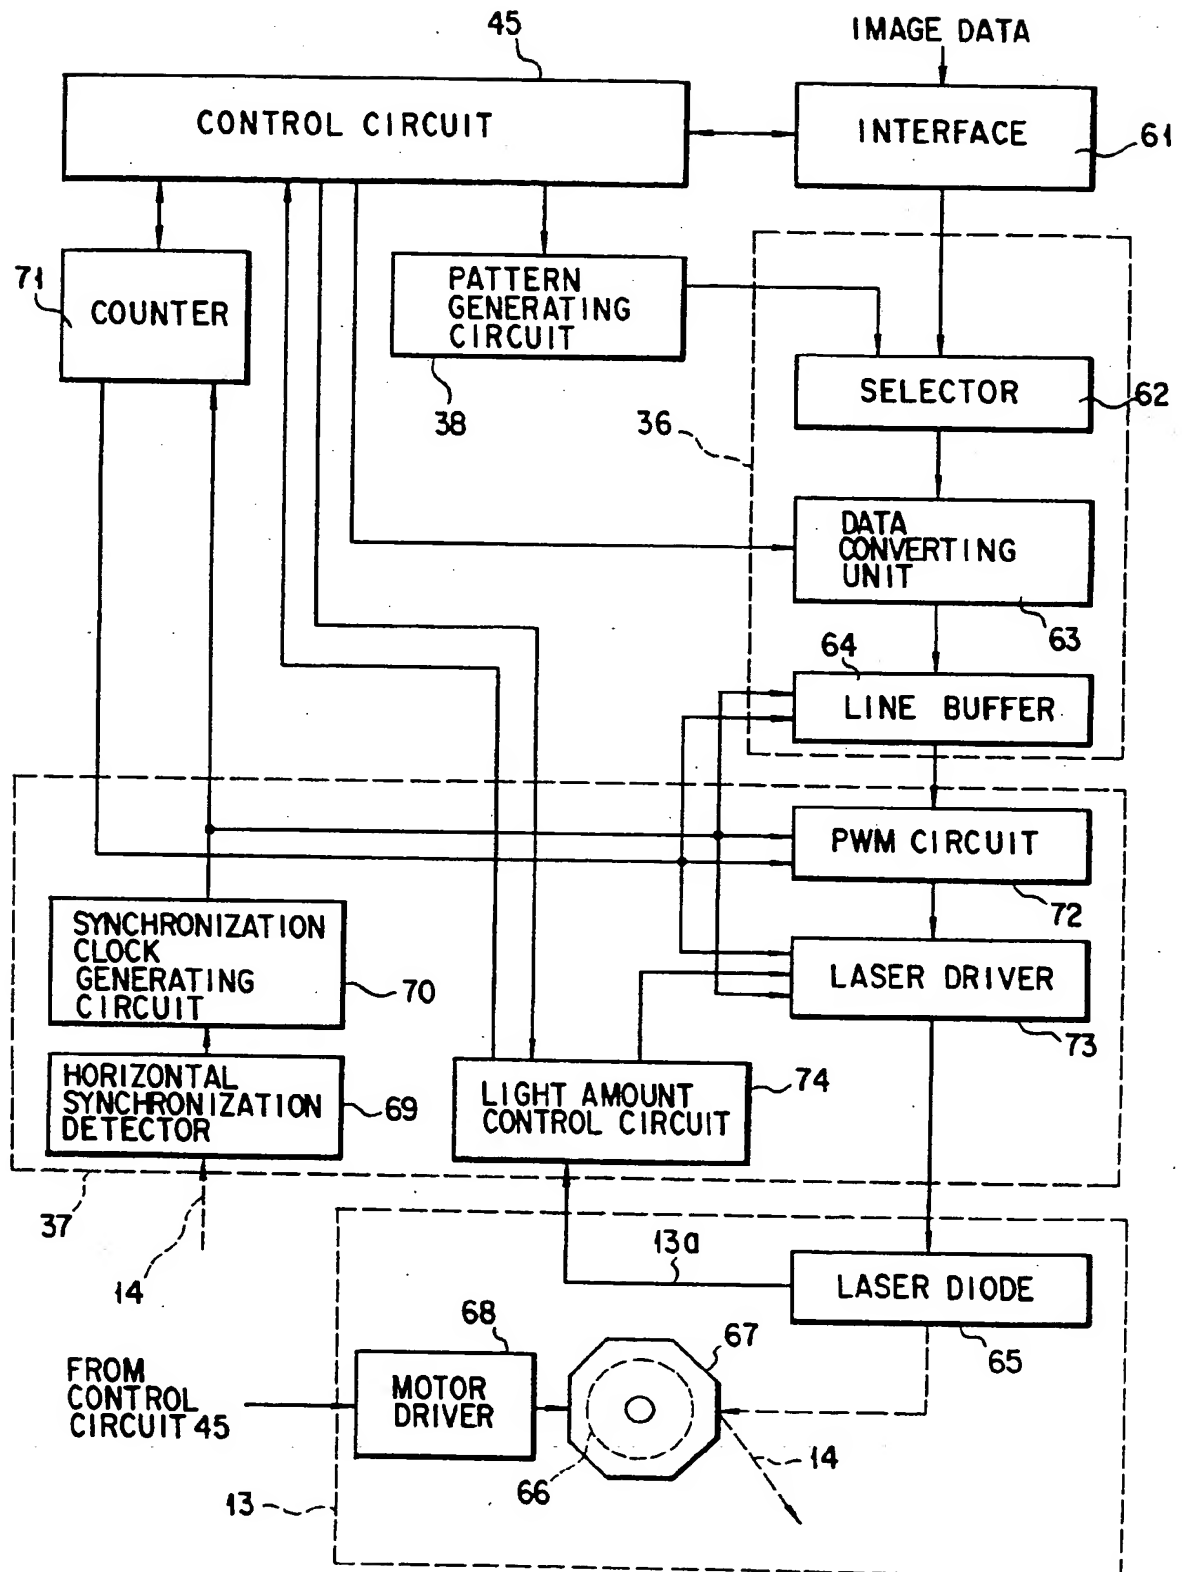 45
IMAGE DATA
CONTROL CIRCUIT
INTERFACE
61
71
COUNTER
PATTERN
GENERATING
CIRCUIT
38
SELECTOR
62
36
DATA
CONVERTING
UNIT
63
64
LINE BUFFER
PWM CIRCUIT
72
SYNCHRONIZATION
CLOCK
GENERATING
CIRCUIT
70
LASER DRIVER
73
HORIZONTAL
SYNCHRONIZATION
DETECTOR
69
LIGHT AMOUNT
CONTROL CIRCUIT
74
37
14
13a
LASER DIODE
65
68
67
FROM
CONTROL
CIRCUIT 45
MOTOR
DRIVER
66
14
13